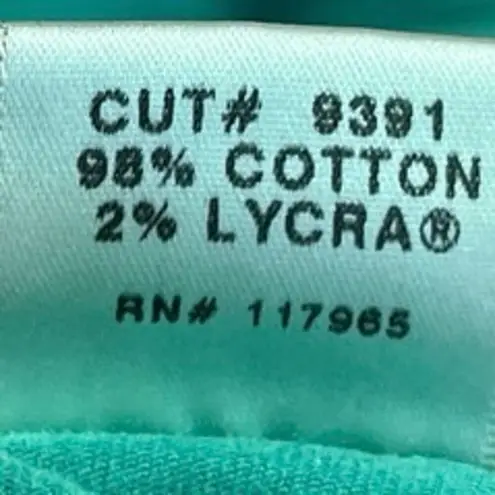 CUT# 9391
98% COTTON
2% LYCRA®
RN# 117965